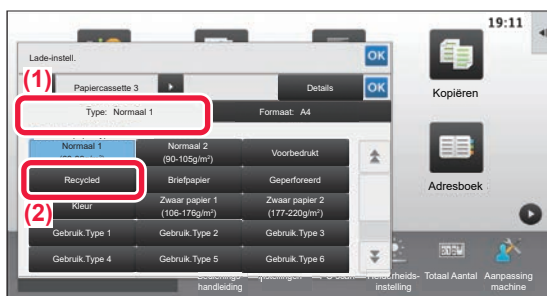 19:11
Lade-instell.
OK
(1)
Papiercassette 3
Details
OK
Type: Normaal 1
Formaat: A4
Kopiëren
Normaal 1
Normaal 2
(90-105g/m²)
Voorbedrukt
Recycled
Briefpapier
Geperforeerd
Adresboek
(2)
Kleur
Zwaar papier 1
(106-176g/m²)
Zwaar papier 2
(177-220g/m²)
Gebruik.Type 1
Gebruik.Type 2
Gebruik.Type 3
Gebruik.Type 4
Gebruik.Type 5
Gebruik.Type 6
handleiding
instelling
Totaal Aantal
Aanpassing
machine